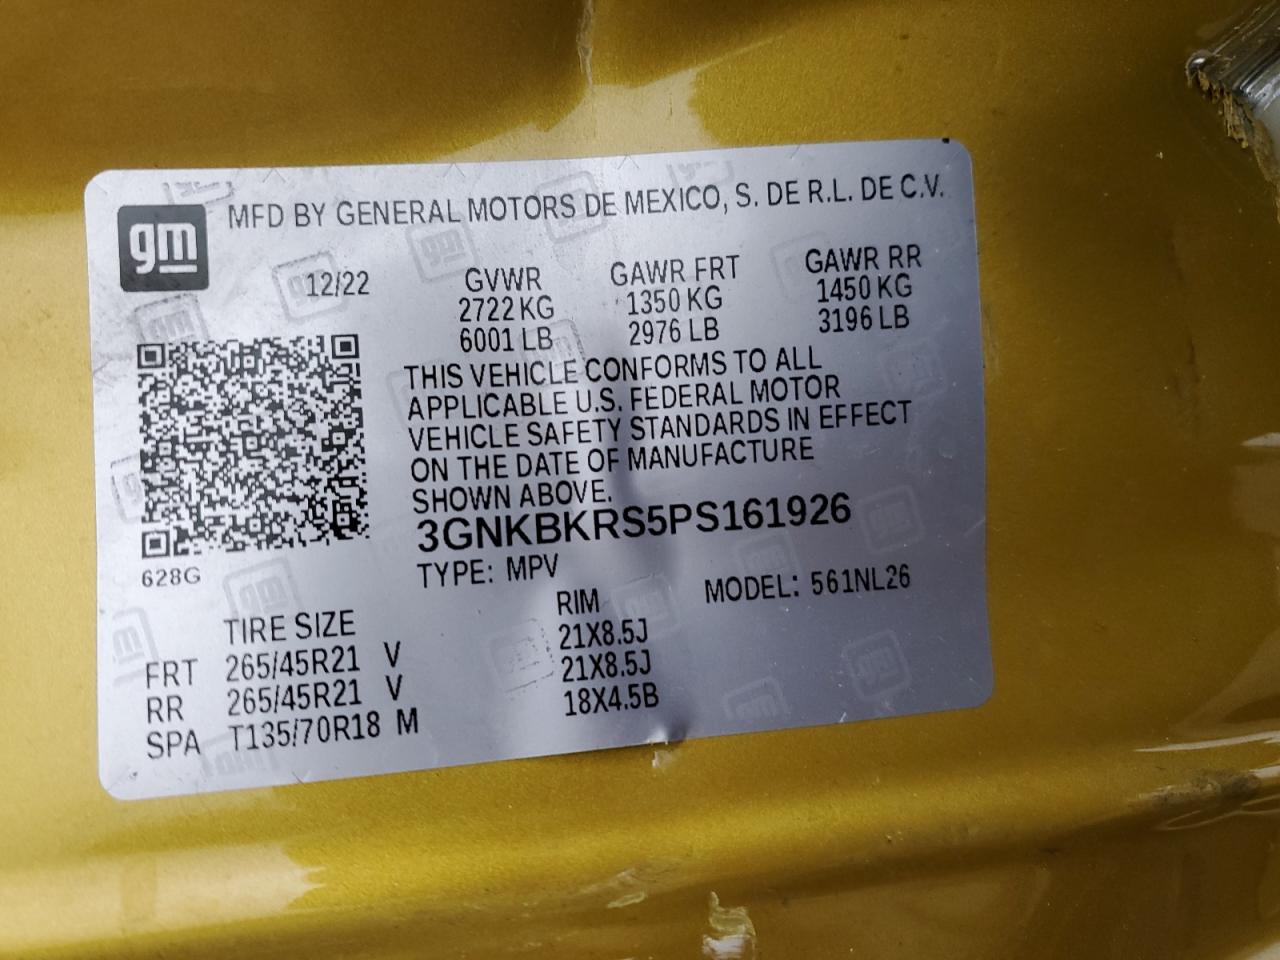 gm
MFD BY GENERAL MOTORS DE MEXICO, S. DE R.L. DE C.V.
12/22 GVWR GAWR FRT GAWR RR
2722 KG 1350 KG 1450 KG
6001 LB 2976 LB 3196 LB
THIS VEHICLE CONFORMS TO ALL
APPLICABLE U.S. FEDERAL MOTOR
VEHICLE SAFETY STANDARDS IN EFFECT
ON THE DATE OF MANUFACTURE
SHOWN ABOVE.
3GNKBKRS5PS161926
628G
TYPE: MPV MODEL: 561NL26
TIRE SIZE RIM
FRT 265/45R21 V 21X8.5J
RR 265/45R21 V 21X8.5J
SPA T135/70R18 M 18X4.5B